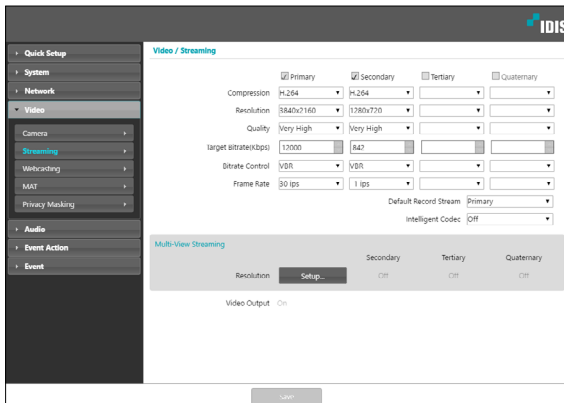 IDIS
Quick Setup
System
Network
Video
Camera
Streaming
Webcasting
MAT
Privacy Masking
Audio
Event Action
Event
Video / Streaming
Primary Secondary Tertiary Quaternary
Compression H.264 H.264
Resolution 3840x2160 1280x720
Quality Very High Very High
Target Bitrate(Kbps) 12000 842
Bitrate Control VBR VBR
Frame Rate 30 ips 1 ips
Default Record Stream Primary
Intelligent Codec Off
Multi-View Streaming
Secondary Tertiary Quaternary
Resolution Setup... Off Off Off
Video Output On
Save